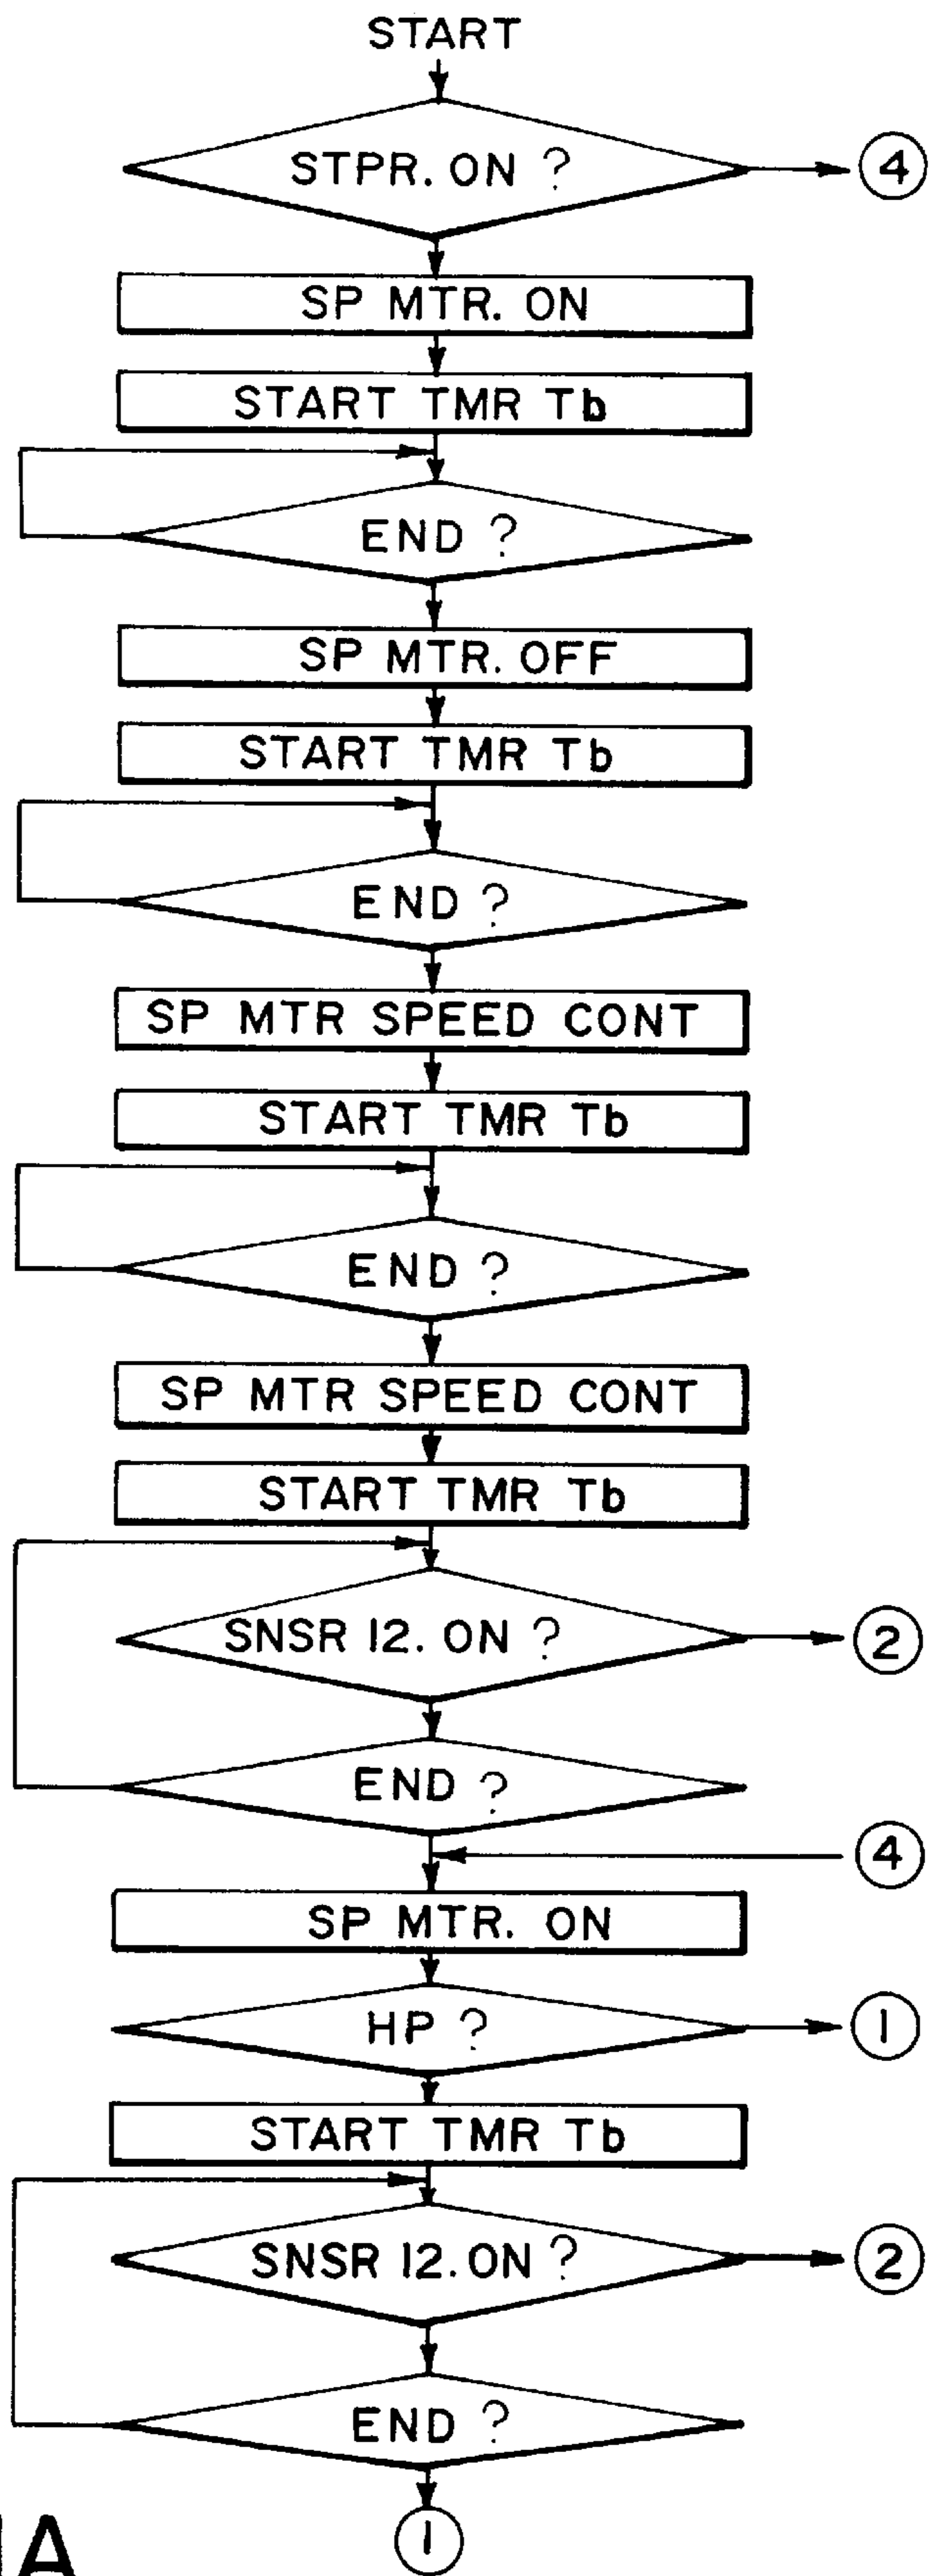 START
STPR. ON ?
4
SP MTR. ON
START TMR Tb
END ?
SP MTR. OFF
START TMR Tb
END ?
SP MTR SPEED CONT
START TMR Tb
END ?
SP MTR SPEED CONT
START TMR Tb
SNSR 12. ON ?
2
END ?
4
SP MTR. ON
HP ?
1
START TMR Tb
SNSR 12. ON ?
2
END ?
1